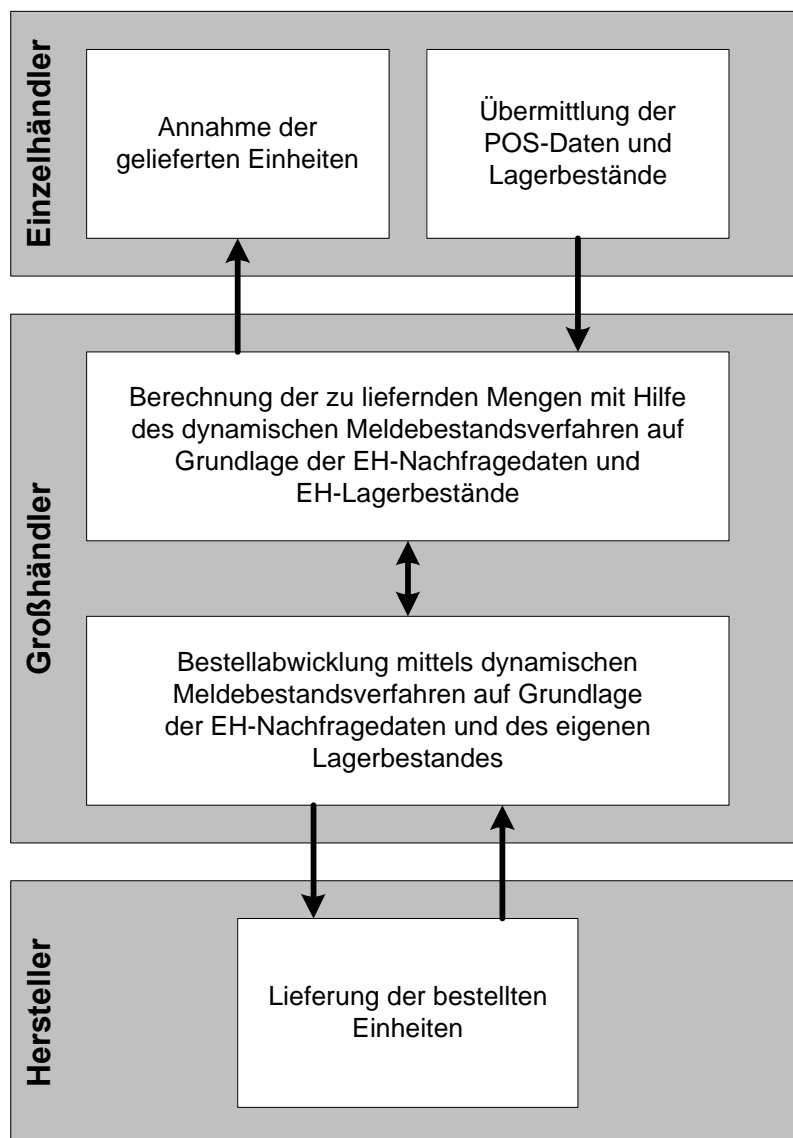 Einzelhändler
Annahme der
gelieferten Einheiten
Übermittlung der
POS-Daten und
Lagerbestände
Großhändler
Berechnung der zu liefernden Mengen mit Hilfe
des dynamischen Meldebestandsverfahren auf
Grundlage der EH-Nachfragedaten und
EH-Lagerbestände
Bestellabwicklung mittels dynamischen
Meldebestandsverfahren auf Grundlage
der EH-Nachfragedaten und des eigenen
Lagerbestandes
Hersteller
Lieferung der bestellten
Einheiten